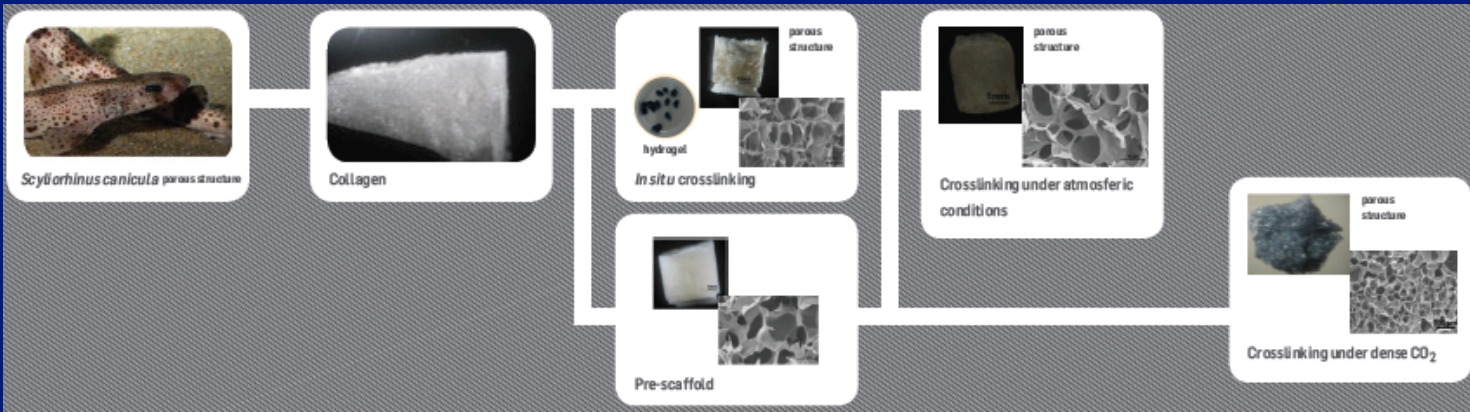 Scyliorhinus canicula porous structure
Collagen
porous
structure
hydrogel
In situ crosslinking
Pre-scaffold
porous
structure
Crosslinking under atmosferic
conditions
porous
structure
Crosslinking under dense CO₂